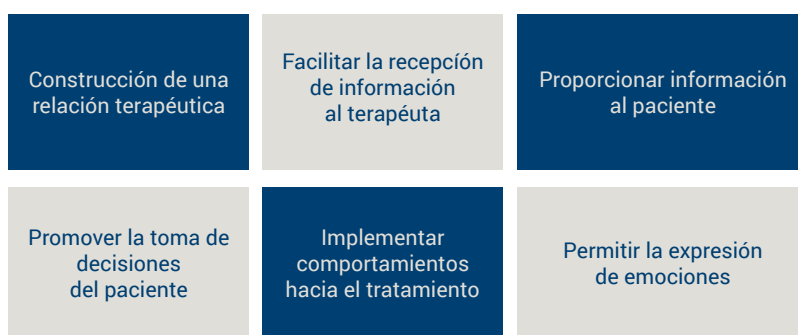 Construcción de una
relación terapéutica
Facilitar la recepcíón
de información
al terapéuta
Proporcionar información
al paciente
Promover la toma de
decisiones
del paciente
Implementar
comportamientos
hacia el tratamiento
Permitir la expresión
de emociones